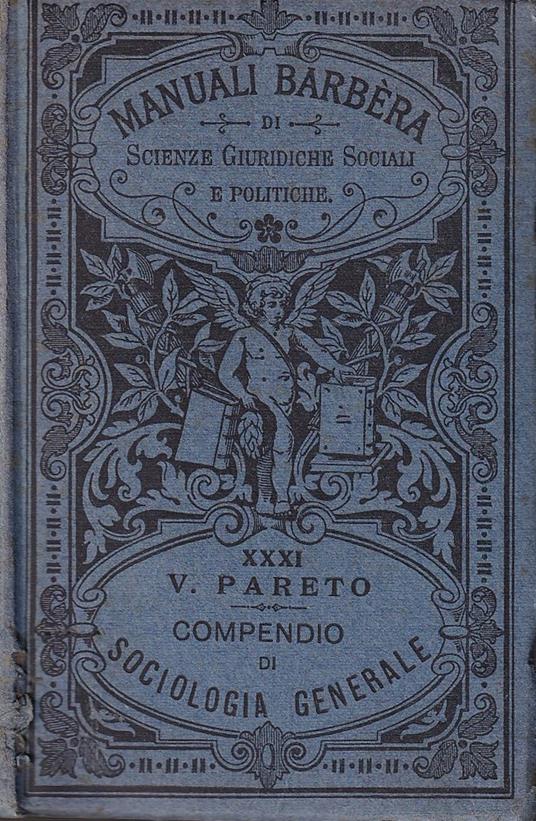 MANUALI BARBÈRA
DI
SCIENZE GIURIDICHE SOCIALI
E POLITICHE.
XXXI
V. PARETO
COMPENDIO
DI
SOCIOLOGIA GENERALE